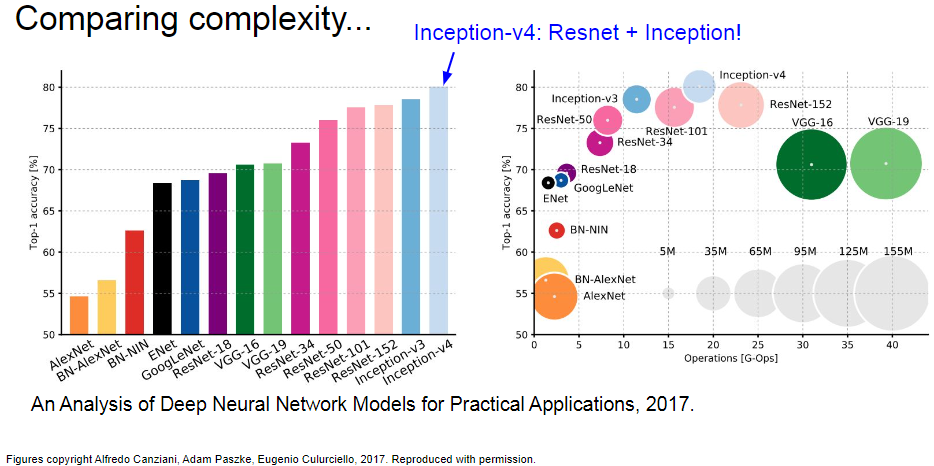 Comparing complexity...
Inception-v4: Resnet + Inception!
Top-1 accuracy [%]
80
75
70
65
60
55
50
AlexNet
BN-AlexNet
BN-NIN
ENet
GoogLeNet
ResNet-18
VGG-16
VGG-19
ResNet-34
ResNet-50
ResNet-101
ResNet-152
Inception-v3
Inception-v4
Top-1 accuracy [%]
80
75
70
65
60
55
50
Inception-v4
Inception-v3
ResNet-152
ResNet-50
VGG-16
VGG-19
ResNet-101
ResNet-34
ResNet-18
GoogLeNet
ENet
BN-NIN
5M 35M 65M 95M 125M 155M
BN-AlexNet
AlexNet
0 5 10 15 20 25 30 35 40
Operations [G-Ops]
An Analysis of Deep Neural Network Models for Practical Applications, 2017.
Figures copyright Alfredo Canziani, Adam Paszke, Eugenio Culurciello, 2017. Reproduced with permission.